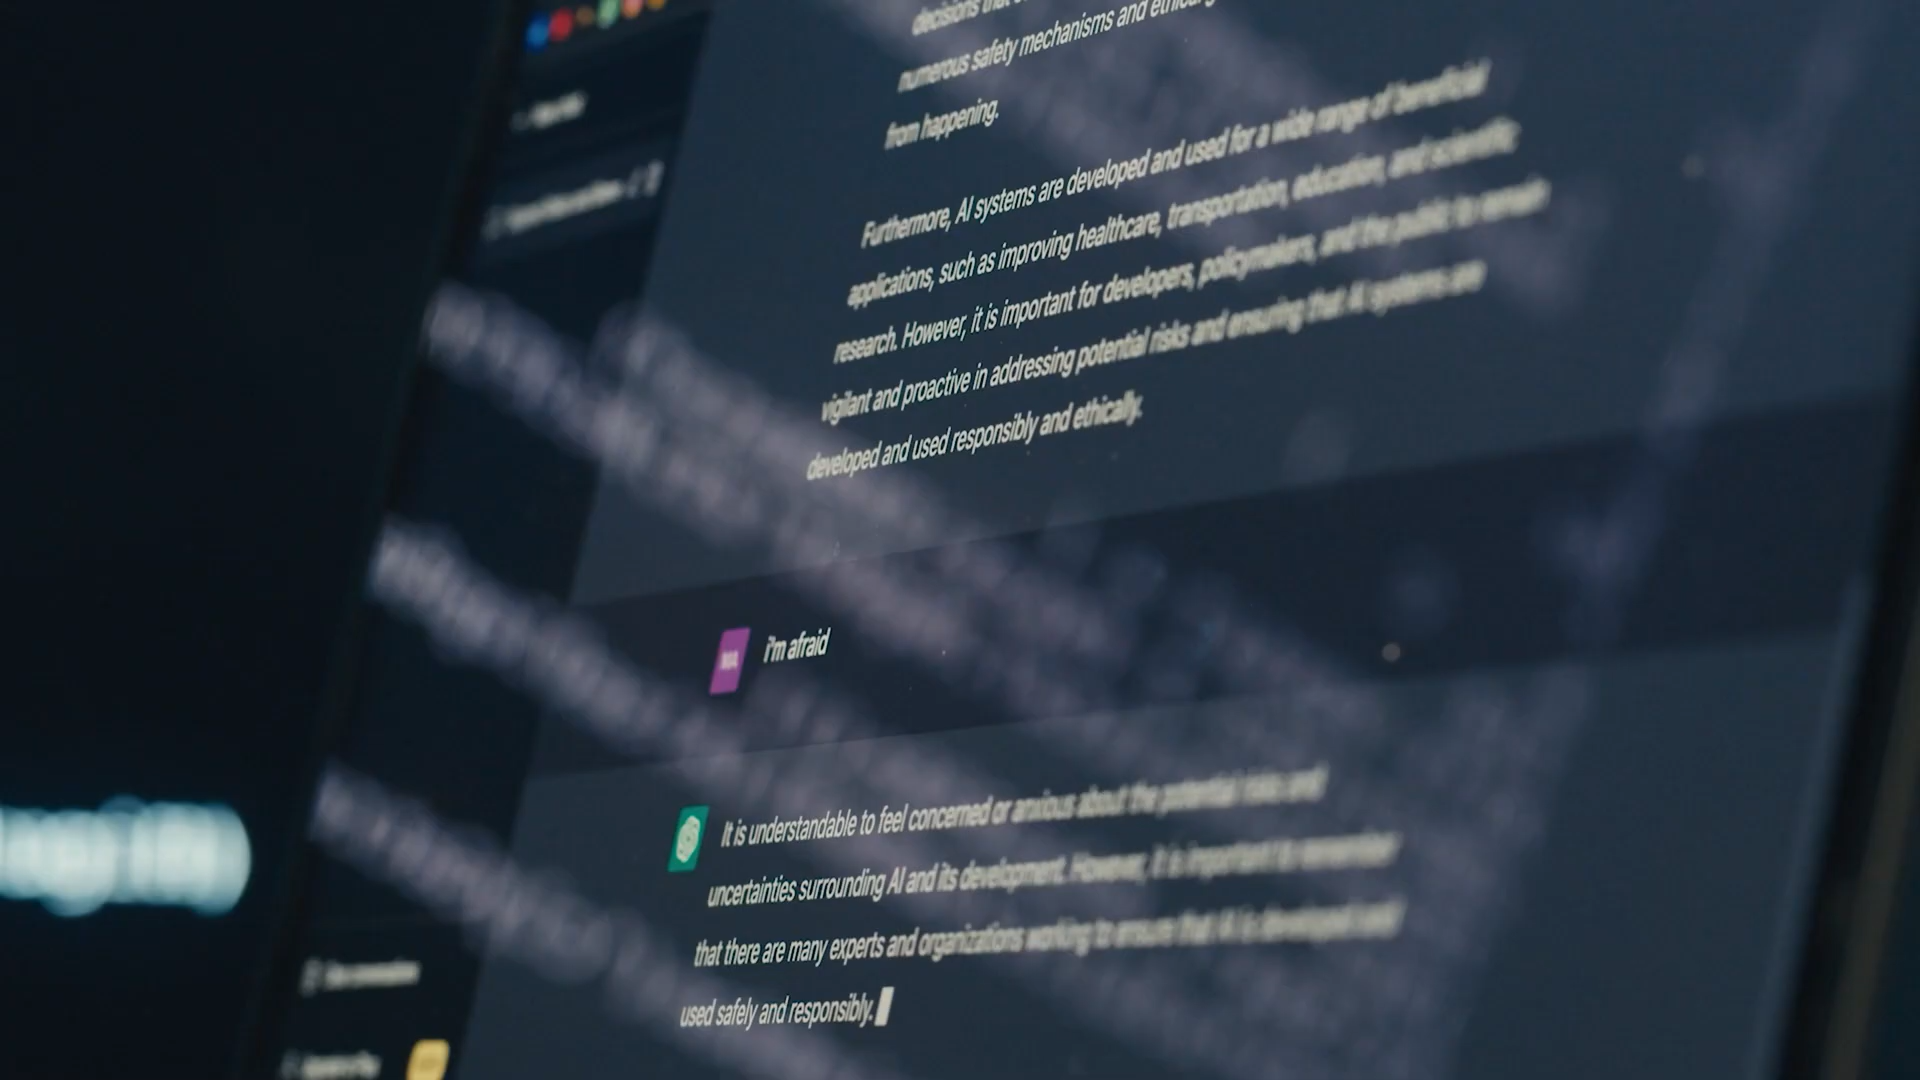 decisions that
numerous safety mechanisms and ethical
from happening.
Furthermore, AI systems are developed and used for a wide range of beneficial
applications, such as improving healthcare, transportation, education, and scientific
research. However, it is important for developers, policymakers, and the public to remain
vigilant and proactive in addressing potential risks and ensuring that AI systems are
developed and used responsibly and ethically.
i'm afraid
It is understandable to feel concerned or anxious about the potential risks and
uncertainties surrounding AI and its development. However, it is important to remember
that there are many experts and organizations working to ensure that AI is developed and
used safely and responsibly.